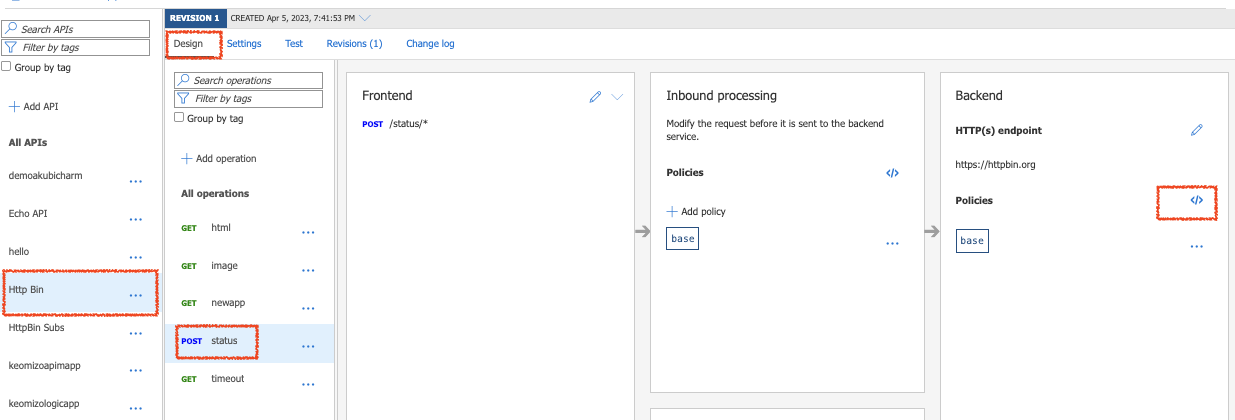 REVISION 1 CREATED Apr 5, 2023, 7:41:53 PM
Search APIs
Filter by tags
Group by tag
Add API
All APIs
demoakubicharm
Echo API
hello
Http Bin
HttpBin Subs
keomizoapimapp
keomizologicapp
Design Settings Test Revisions (1) Change log
Search operations
Filter by tags
Group by tag
Add operation
All operations
GET html
GET image
GET newapp
POST status
GET timeout
Frontend
POST /status/*
Inbound processing
Modify the request before it is sent to the backend
service.
Policies </>
Add policy
base
Backend
HTTP(s) endpoint
https://httpbin.org
Policies </>
base